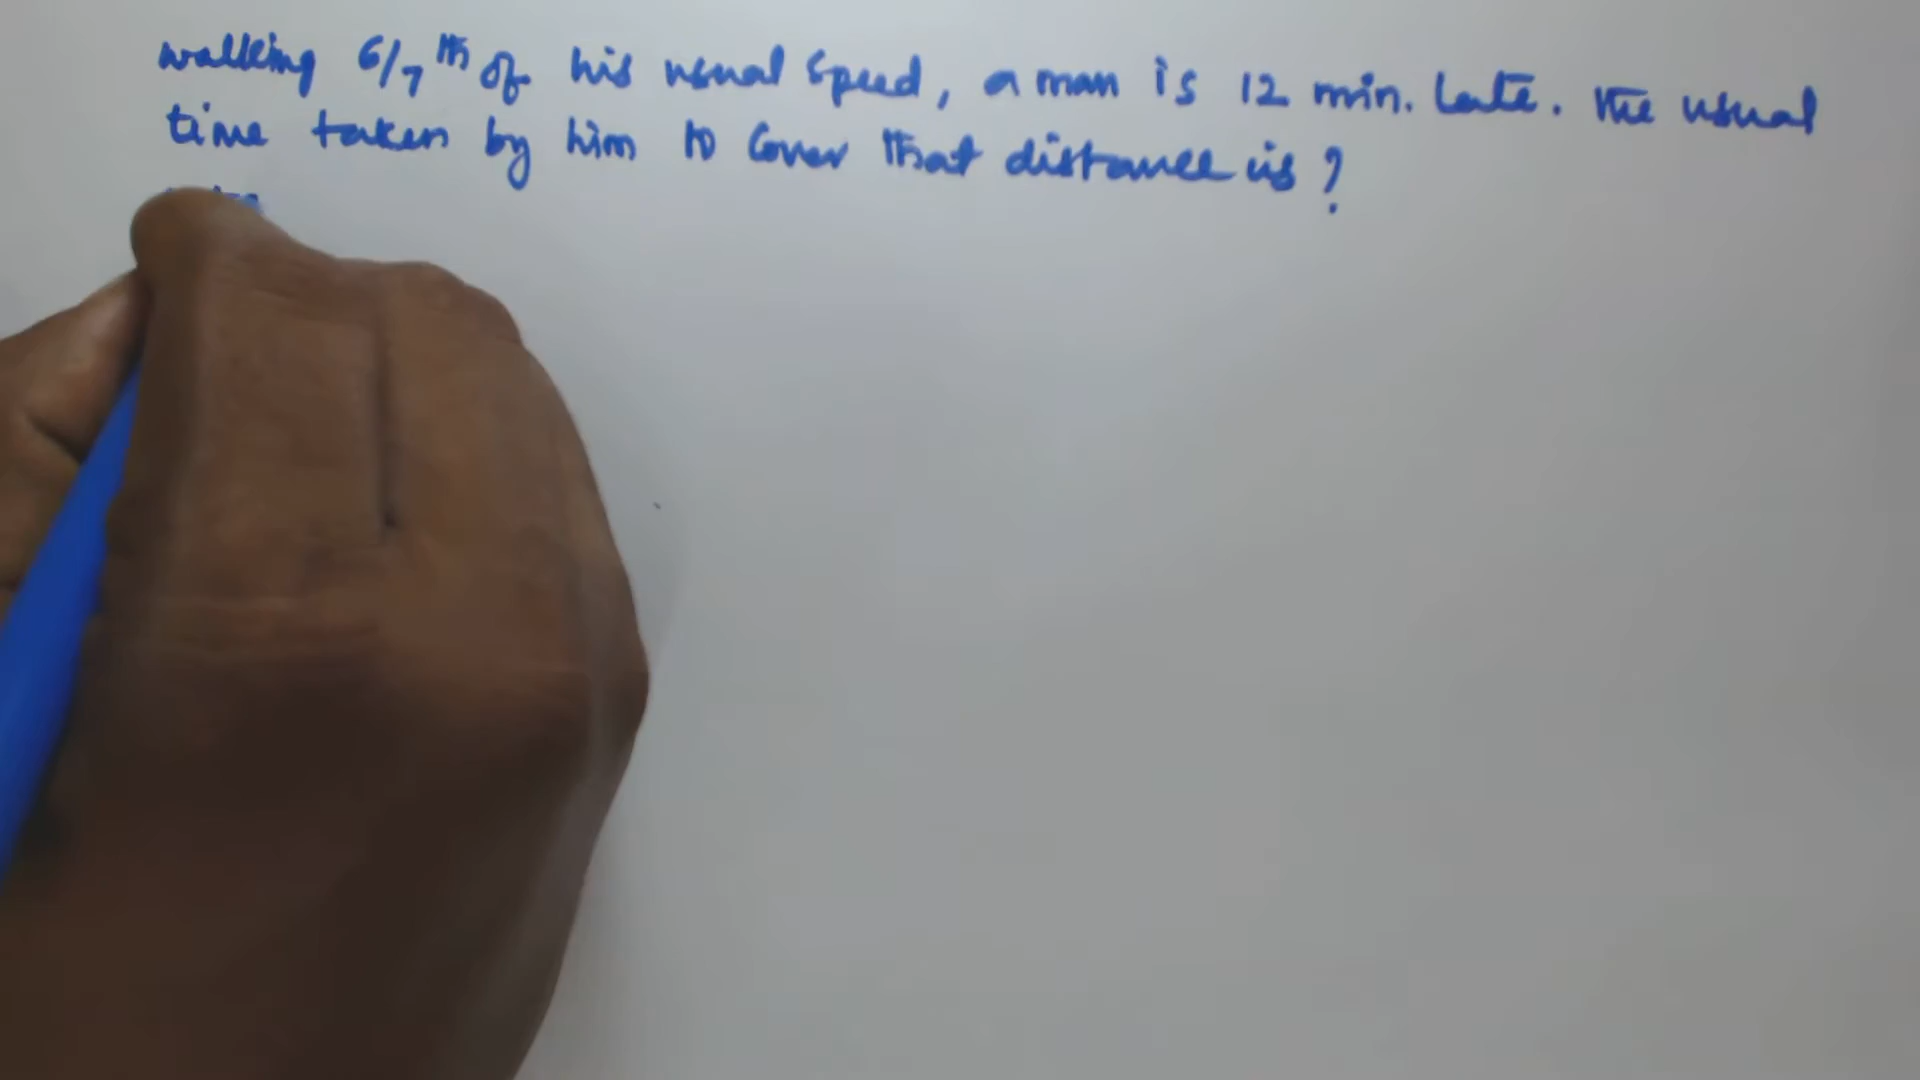 walking 6/7th of his usual speed, a man is 12 min. late. The usual
time taken by him to cover that distance is ?